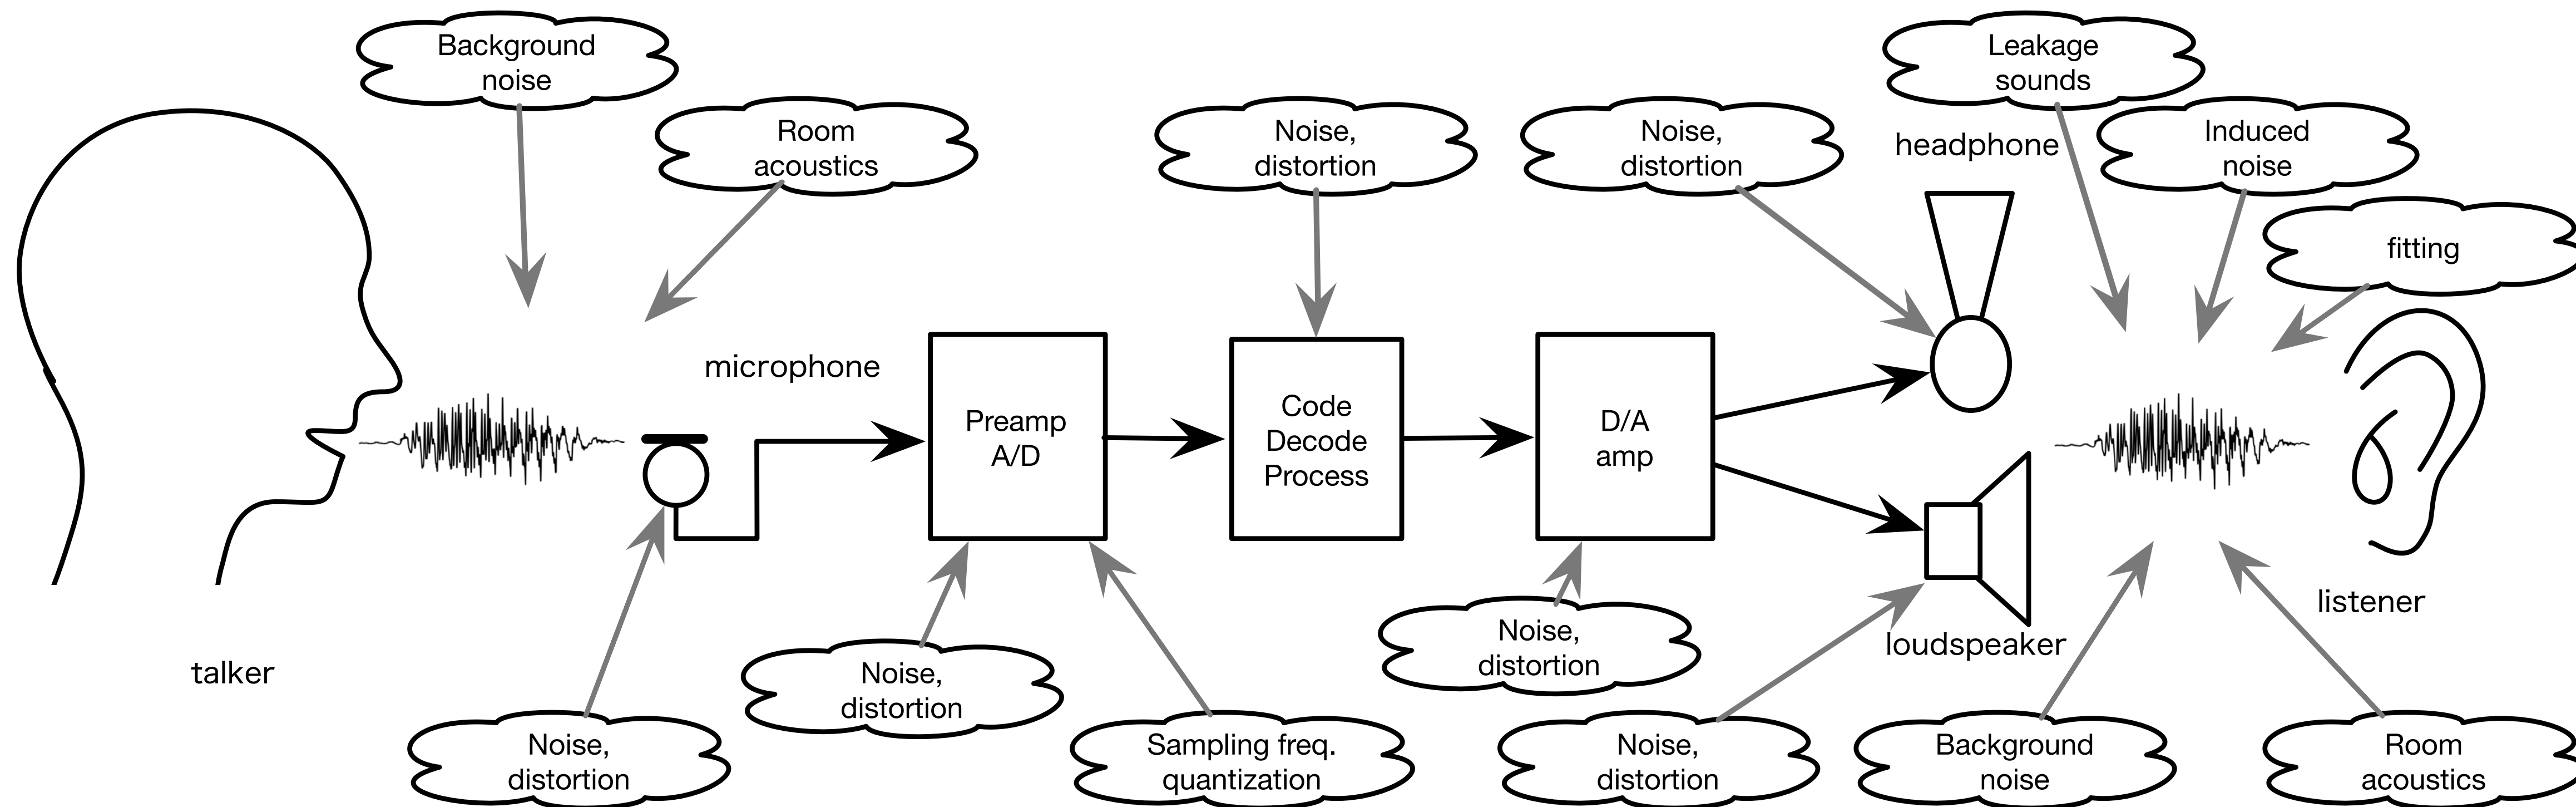 Background
noise
Room
acoustics
Noise,
distortion
Noise,
distortion
Leakage
sounds
headphone
Induced
noise
fitting
microphone
Preamp
A/D
Code
Decode
Process
D/A
amp
talker
Noise,
distortion
Noise,
distortion
Sampling freq.
quantization
Noise,
distortion
Noise,
distortion
loudspeaker
listener
Background
noise
Room
acoustics